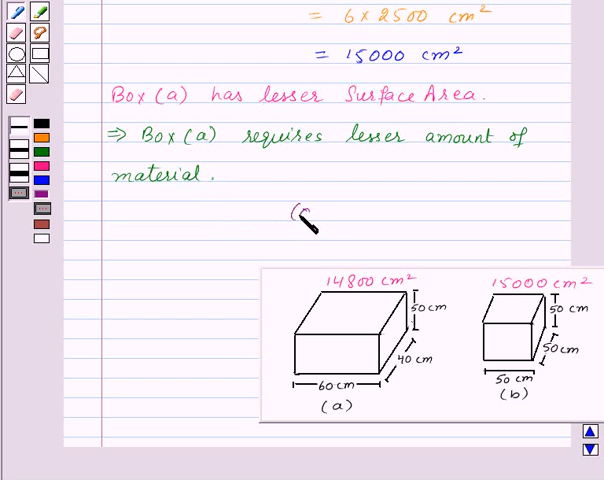 = 6 × 2500 cm²
= 15000 cm²
Box (a) has lesser Surface Area.
⇒ Box (a) requires lesser amount of
material.
14800 cm²
50 cm
40 cm
60 cm
(a)
15000 cm²
50 cm
50 cm
50 cm
(b)